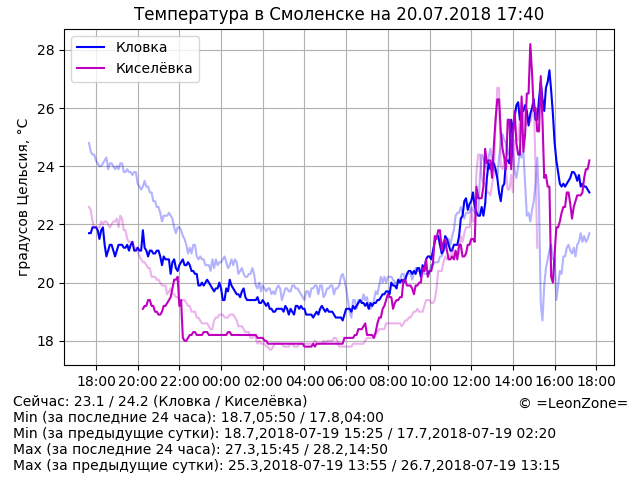 Температура в Смоленске на 20.07.2018 17:40
градусов Цельсия, °C
28
26
24
22
20
18
Кловка
Киселёвка
18:00 20:00 22:00 00:00 02:00 04:00 06:00 08:00 10:00 12:00 14:00 16:00 18:00
Сейчас: 23.1 / 24.2 (Кловка / Киселёвка)
© =LeonZone=
Min (за последние 24 часа): 18.7,05:50 / 17.8,04:00
Min (за предыдущие сутки): 18.7,2018-07-19 15:25 / 17.7,2018-07-19 02:20
Max (за последние 24 часа): 27.3,15:45 / 28.2,14:50
Max (за предыдущие сутки): 25.3,2018-07-19 13:55 / 26.7,2018-07-19 13:15